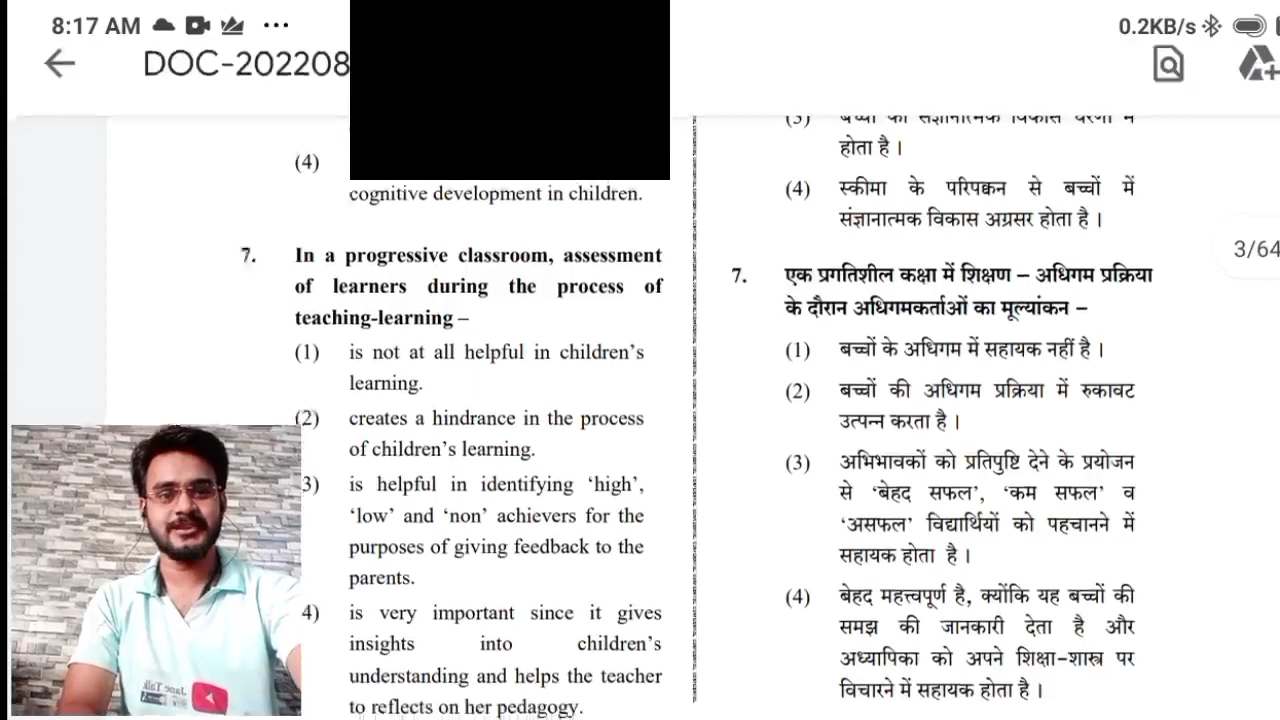 8:17 AM
0.2KB/s
DOC-202208
3/64
(4)
cognitive development in children.
7. In a progressive classroom, assessment
of learners during the process of
teaching-learning –
(1) is not at all helpful in children’s
learning.
(2) creates a hindrance in the process
of children’s learning.
3) is helpful in identifying ‘high’,
‘low’ and ‘non’ achievers for the
purposes of giving feedback to the
parents.
4) is very important since it gives
insights into children’s
understanding and helps the teacher
to reflects on her pedagogy.
होता है ।
(4) स्कीमा के परिपक्वन से बच्चों में
संज्ञानात्मक विकास अग्रसर होता है ।
7. एक प्रगतिशील कक्षा में शिक्षण – अधिगम प्रक्रिया
के दौरान अधिगमकर्ताओं का मूल्यांकन –
(1) बच्चों के अधिगम में सहायक नहीं है ।
(2) बच्चों की अधिगम प्रक्रिया में रुकावट
उत्पन्न करता है ।
(3) अभिभावकों को प्रतिपुष्टि देने के प्रयोजन
से ‘बेहद सफल’, ‘कम सफल’ व
‘असफल’ विद्यार्थियों को पहचानने में
सहायक होता है ।
(4) बेहद महत्त्वपूर्ण है, क्योंकि यह बच्चों की
समझ की जानकारी देता है और
अध्यापिका को अपने शिक्षा-शास्त्र पर
विचारने में सहायक होता है ।